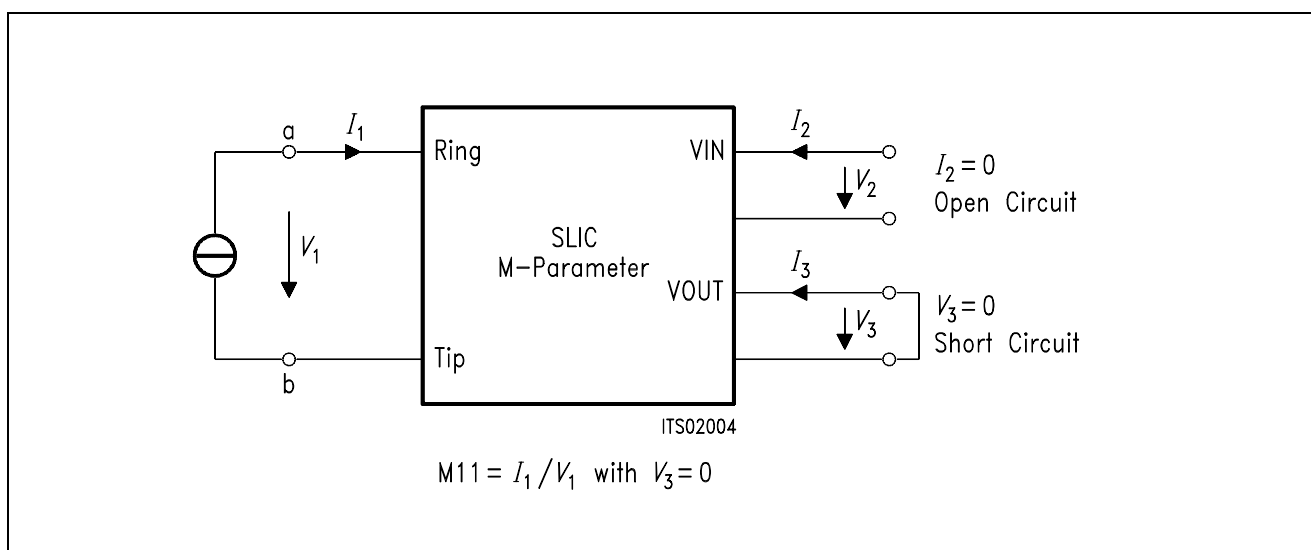 a
I₁
Ring
VIN
I₂
V₂
I₂=0
Open Circuit
V₁
SLIC
M-Parameter
VOUT
I₃
V₃
V₃=0
Short Circuit
b
Tip
ITS02004
M11= I₁/V₁ with V₃=0